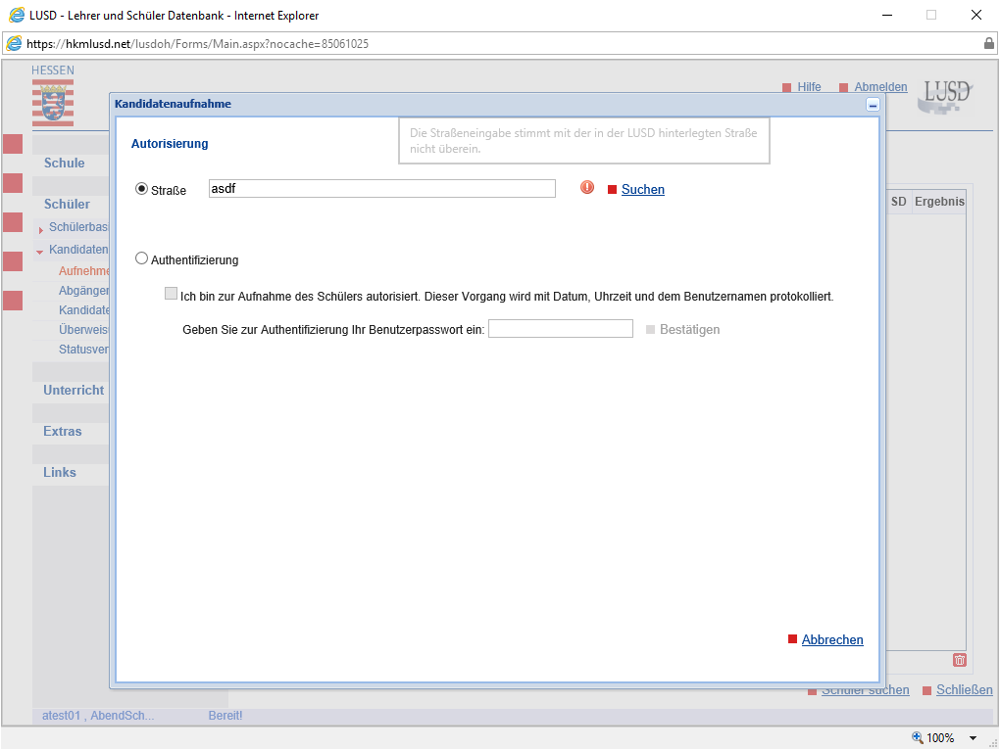 LUSD - Lehrer und Schüler Datenbank - Internet Explorer
https://hkmlusd.net/lusdoh/Forms/Main.aspx?nocache=85061025
HESSEN
Hilfe
Abmelden
LUSD
Kandidatenaufnahme
Die Straßeneingabe stimmt mit der in der LUSD hinterlegten Straße
nicht überein.
Autorisierung
Straße
asdf
Suchen
Authentifizierung
Ich bin zur Aufnahme des Schülers autorisiert. Dieser Vorgang wird mit Datum, Uhrzeit und dem Benutzernamen protokolliert.
Geben Sie zur Authentifizierung Ihr Benutzerpasswort ein:
Bestätigen
Abbrechen
Schule
Schüler
Schülerbasi
Kandidaten
Aufnehme
Abgänger
Kandidate
Überweis
Statusver
Unterricht
Extras
Links
SD
Ergebnis
Schüler suchen
Schließen
atest01 , AbendSch...
Bereit!
100%